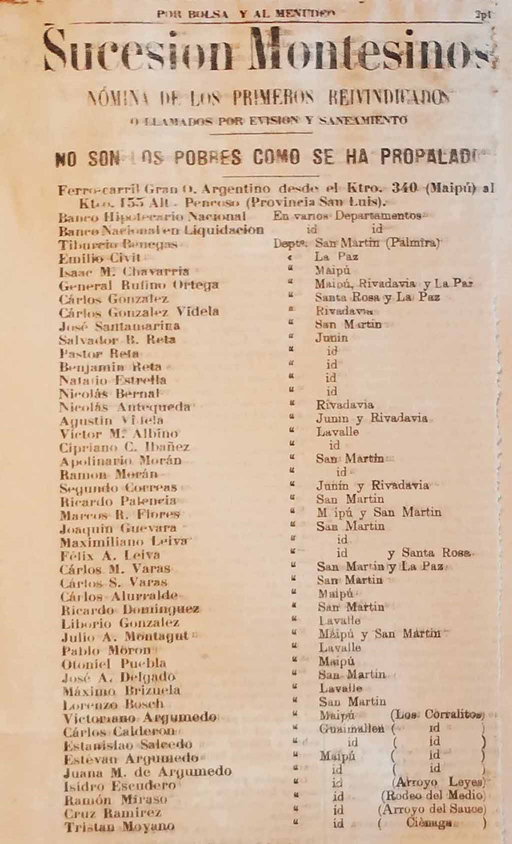 POR BOLSA Y AL MENUDEO 2pt
Sucesion Montesinos
NÓMINA DE LOS PRIMEROS REIVINDICADOS
O LLAMADOS POR EVISION Y SANEAMIENTO
NO SON LOS POBRES COMO SE HA PROPALADO
Ferro-carril Gran O. Argentino desde el Ktro. 340 (Maipú) al
Ktro. 155 Alt. Pencoso (Provincia San Luis).
Banco Hipotecario Nacional En varios Departamentos
Banco Nacional en Liquidacion id id
Tiburcio Benegas Depto. San Martin (Palmira)
Emilio Civit « La Paz
Isaac M. Chavarria “ Maipú
General Rufino Ortega “ Maipú, Rivadavia y La Paz
Cárlos Gonzalez “ Santa Rosa y La Paz
Cárlos Gonzalez Videla “ Rivadavia
José Santamarina “ San Martin
Salvador B. Reta “ Junin
Pastor Reta “ id
Benjamin Reta “ id
Natalio Estrella “ id
Nicolás Bernal “ id
Nicolás Antequeda “ Rivadavia
Agustin Videla “ Junin y Rivadavia
Victor M. Albino “ Lavalle
Cipriano C. Ibañez “ id
Apolinario Morán “ San Martin
Ramon Morán “ id
Segundo Correas “ Junín y Rivadavia
Ricardo Palencia “ San Martin
Marcos R. Flores “ Maipú y San Martin
Joaquin Guevara “ San Martin
Maximiliano Leiva “ id
Félix A. Leiva “ id y Santa Rosa
Cárlos M. Varas “ San Martin y La Paz
Cárlos S. Varas “ San Martin
Cárlos Alurralde “ Maipú
Ricardo Dominguez “ San Martin
Liborio Gonzalez “ Lavalle
Julio A. Montagut “ Maipú y San Martin
Pablo Moron “ Lavalle
Otoniel Puebla “ Maipú
José A. Delgado “ San Martin
Máximo Brizuela “ Lavalle
Lorenzo Bosch “ San Martin
Victoriano Argumedo “ Maipú (Los Corralitos)
Cárlos Calderon “ Guaimallen ( id )
Estanislao Salcedo “ id ( id )
Estévan Argumedo “ Maipú ( id )
Juana M. de Argumedo “ id ( id )
Isidro Escudero “ id (Arroyo Leyes)
Ramón Miraso “ id (Rodeo del Medio)
Cruz Ramirez “ id (Arroyo del Sauce)
Tristan Moyano “ id ( Ciénaga )